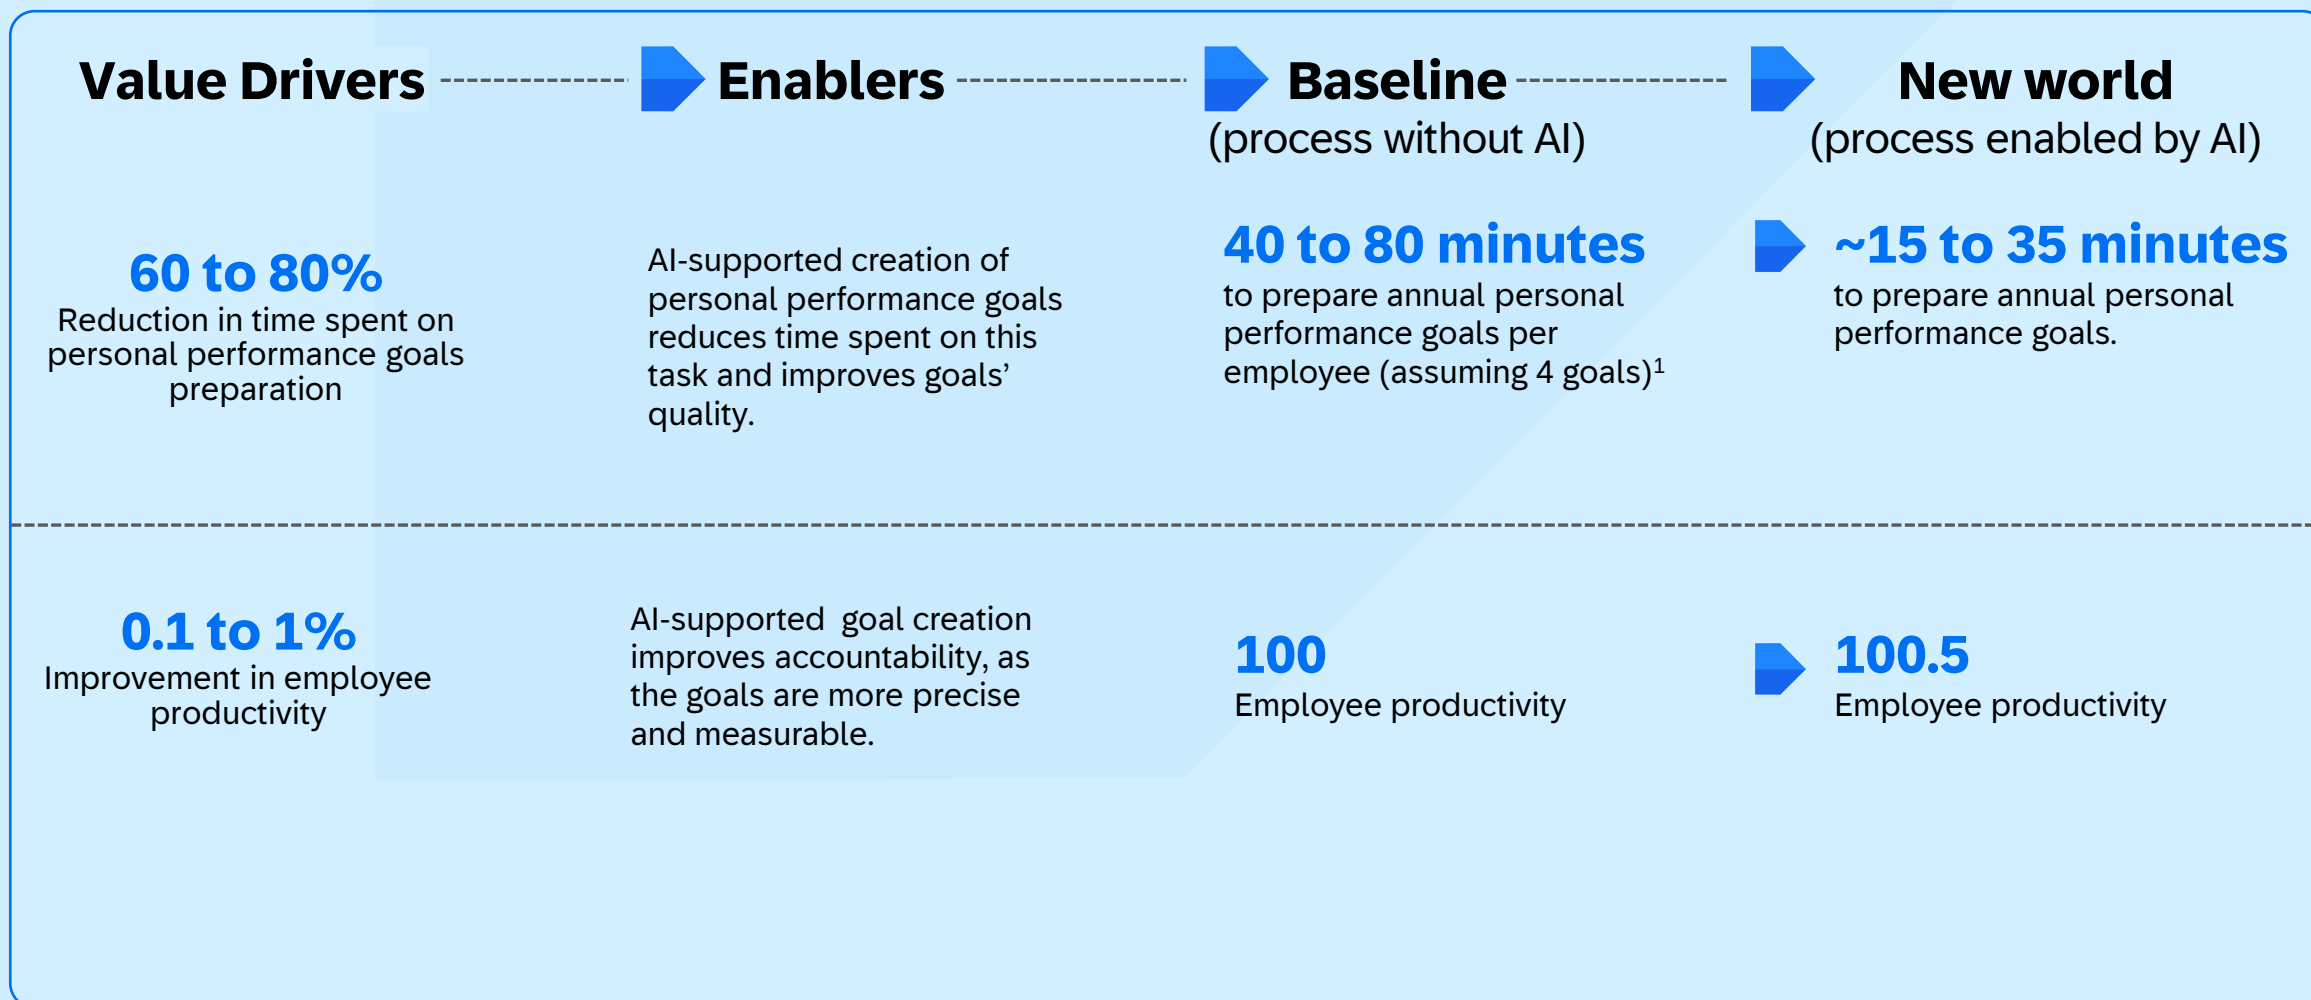 Value Drivers
Enablers
Baseline
(process without AI)
New world
(process enabled by AI)
60 to 80%
Reduction in time spent on
personal performance goals
preparation
AI-supported creation of
personal performance goals
reduces time spent on this
task and improves goals’
quality.
40 to 80 minutes
to prepare annual personal
performance goals per
employee (assuming 4 goals)¹
~15 to 35 minutes
to prepare annual personal
performance goals.
0.1 to 1%
Improvement in employee
productivity
AI-supported  goal creation
improves accountability, as
the goals are more precise
and measurable.
100
Employee productivity
100.5
Employee productivity